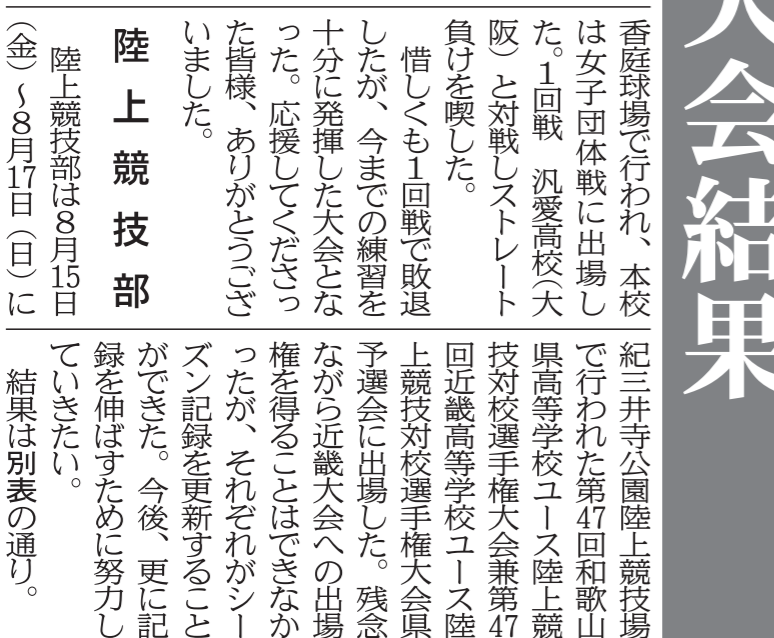 大会結果
香庭球場で行われ、本校
は女子団体戦に出場し
た。1回戦　汎愛高校（大
阪）と対戦しストレート
負けを喫した。
　惜しくも1回戦で敗退
したが、今までの練習を
十分に発揮した大会とな
った。応援してくださっ
た皆様、ありがとうござ
いました。
陸上競技部
　陸上競技部は8月15日
（金）～8月17日（日）に
紀三井寺公園陸上競技場
で行われた第47回和歌山
県高等学校ユース陸上競
技対校選手権大会兼第47
回近畿高等学校ユース陸
上競技対校選手権大会県
予選会に出場した。残念
ながら近畿大会への出場
権を得ることはできなか
ったが、それぞれがシー
ズン記録を更新すること
ができた。今後、更に記
録を伸ばすために努力し
ていきたい。
　結果は別表の通り。